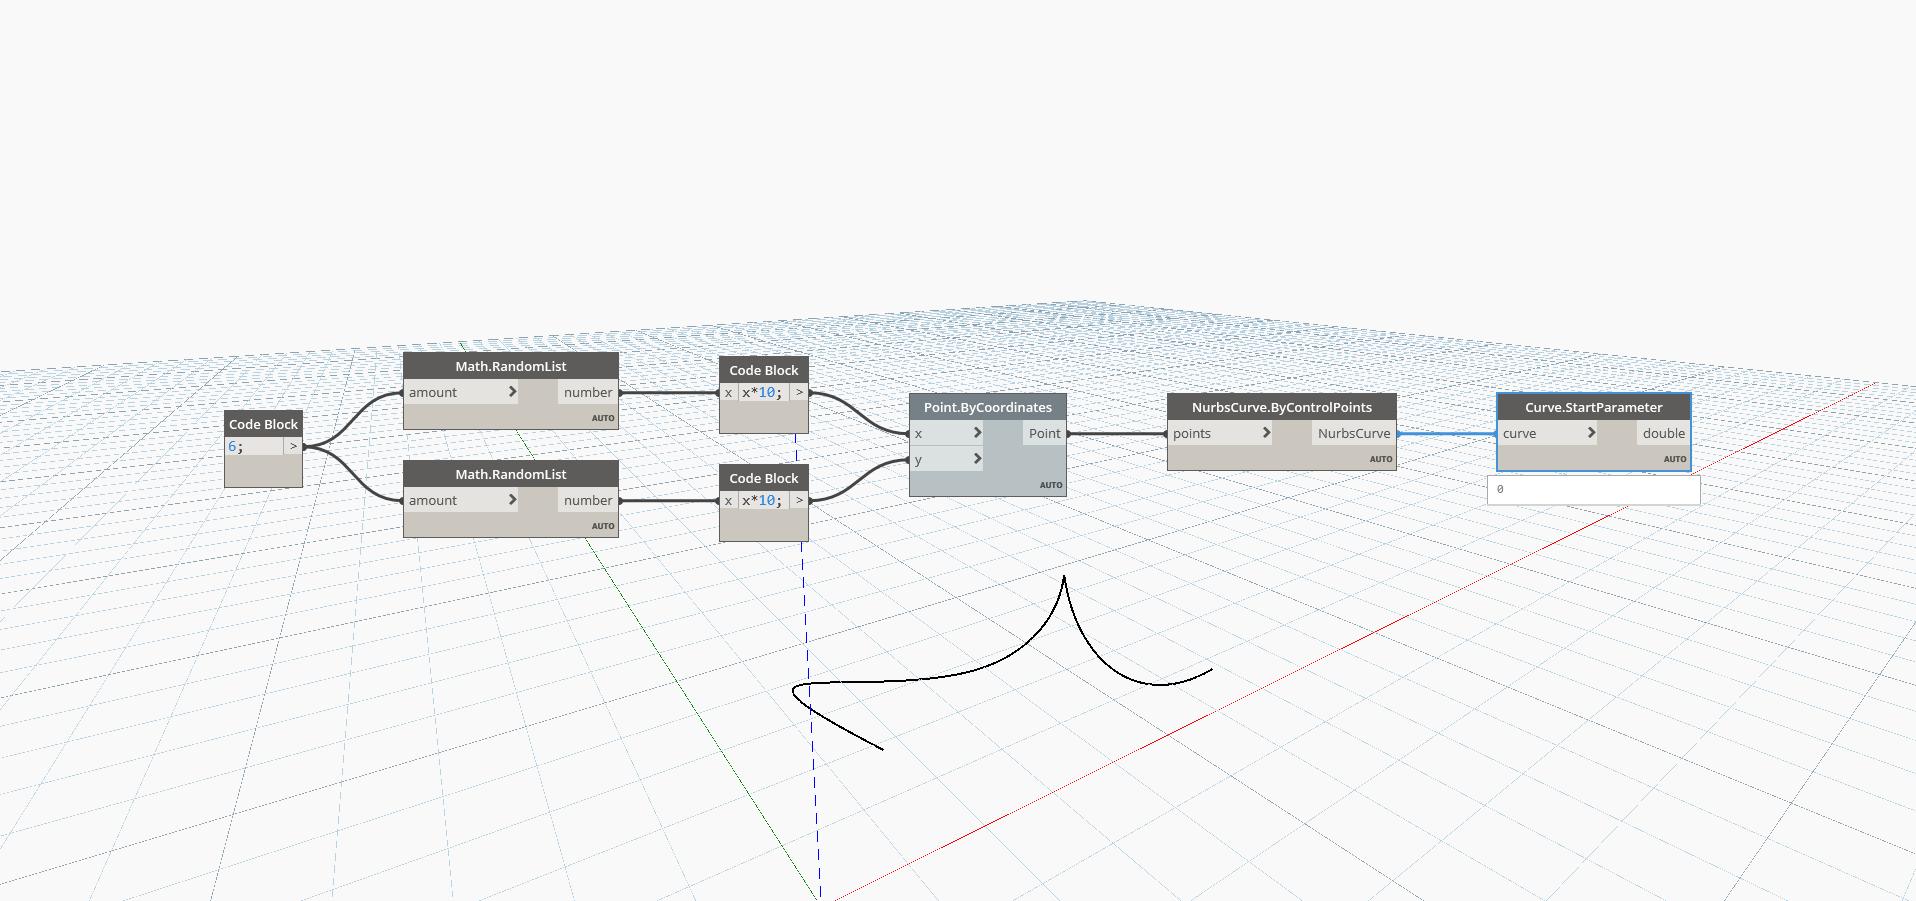 Code Block
6; >
Math.RandomList
amount > number
AUTO
Math.RandomList
amount > number
AUTO
Code Block
x x*10; >
Code Block
x x*10; >
Point.ByCoordinates
x > Point
y >
AUTO
NurbsCurve.ByControlPoints
points > NurbsCurve
AUTO
Curve.StartParameter
curve > double
AUTO
0